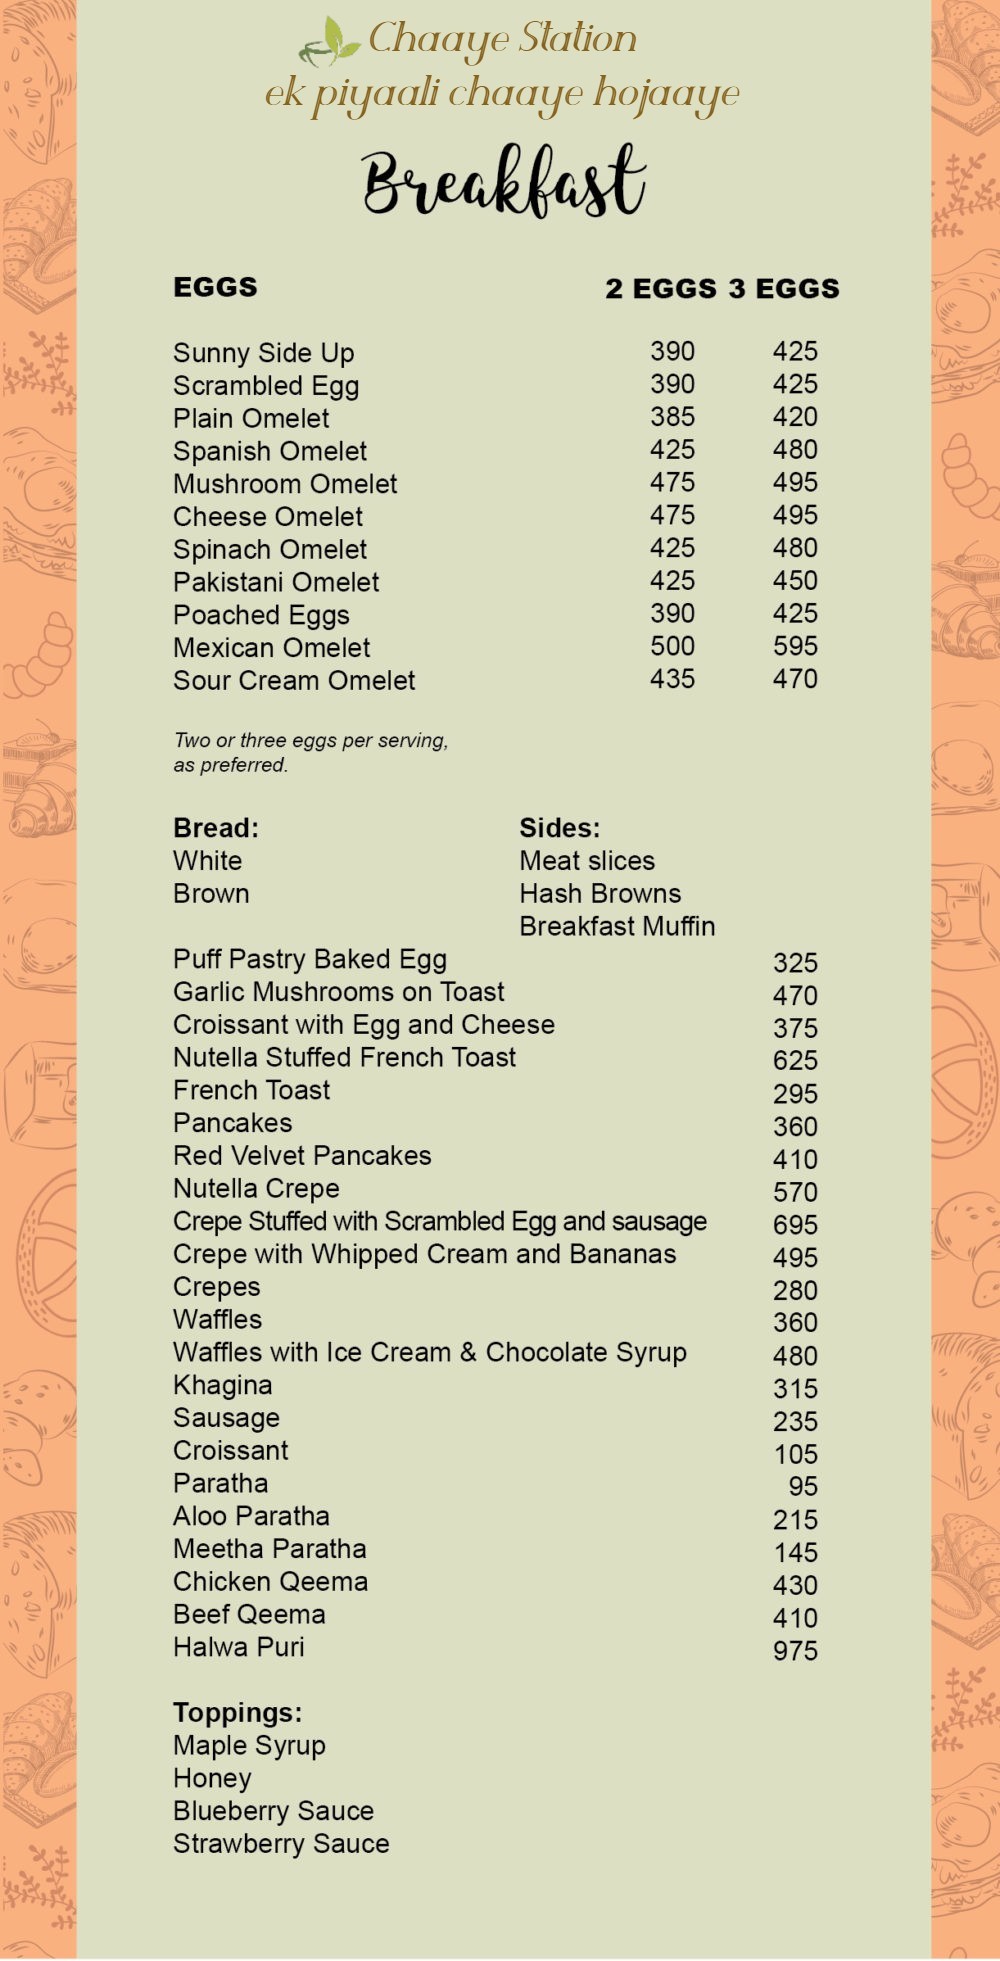 Chaaye Station
ek piyaali chaaye hojaaye
Breakfast
EGGS 2 EGGS 3 EGGS
Sunny Side Up 390 425
Scrambled Egg 390 425
Plain Omelet 385 420
Spanish Omelet 425 480
Mushroom Omelet 475 495
Cheese Omelet 475 495
Spinach Omelet 425 480
Pakistani Omelet 425 450
Poached Eggs 390 425
Mexican Omelet 500 595
Sour Cream Omelet 435 470
Two or three eggs per serving,
as preferred.
Bread: Sides:
White Meat slices
Brown Hash Browns
Breakfast Muffin
Puff Pastry Baked Egg 325
Garlic Mushrooms on Toast 470
Croissant with Egg and Cheese 375
Nutella Stuffed French Toast 625
French Toast 295
Pancakes 360
Red Velvet Pancakes 410
Nutella Crepe 570
Crepe Stuffed with Scrambled Egg and sausage 695
Crepe with Whipped Cream and Bananas 495
Crepes 280
Waffles 360
Waffles with Ice Cream & Chocolate Syrup 480
Khagina 315
Sausage 235
Croissant 105
Paratha 95
Aloo Paratha 215
Meetha Paratha 145
Chicken Qeema 430
Beef Qeema 410
Halwa Puri 975
Toppings:
Maple Syrup
Honey
Blueberry Sauce
Strawberry Sauce